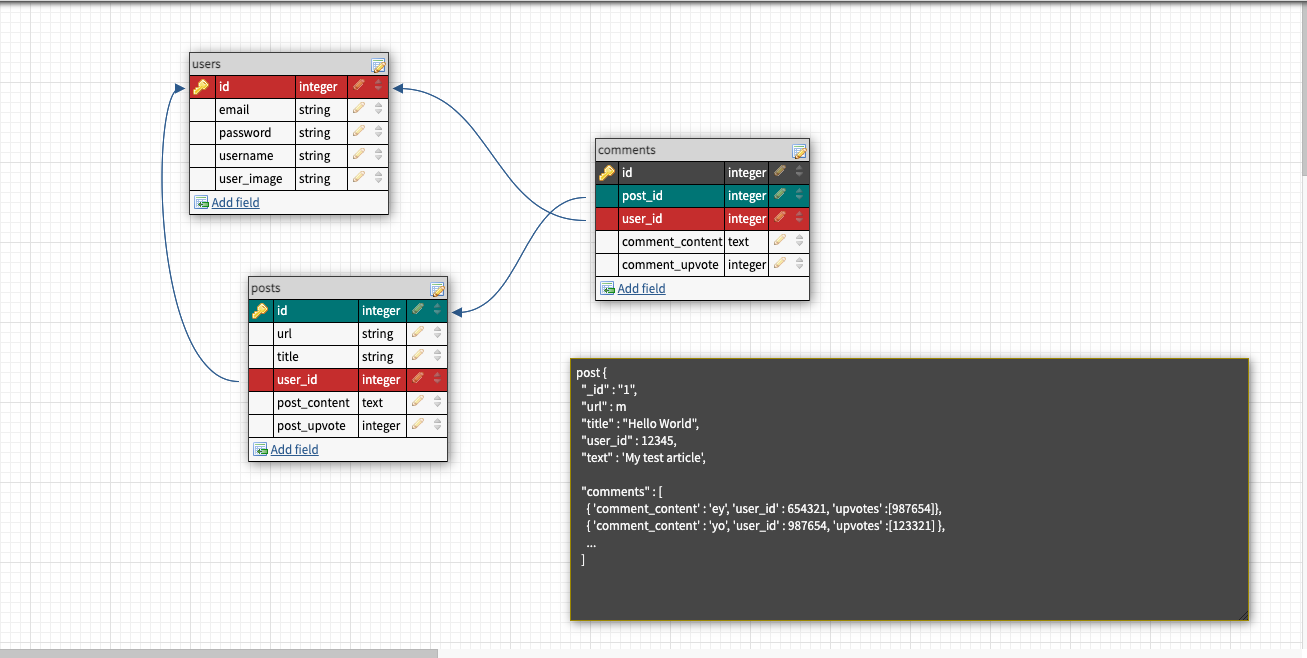 users
id integer
email string
password string
username string
user_image string
Add field
comments
id integer
post_id integer
user_id integer
comment_content text
comment_upvote integer
Add field
posts
id integer
url string
title string
user_id integer
post_content text
post_upvote integer
Add field
post {
"_id" : "1",
"url" : m
"title" : "Hello World",
"user_id" : 12345,
"text" : 'My test article',
"comments" : [
{ 'comment_content' : 'ey', 'user_id' : 654321, 'upvotes' :[987654]},
{ 'comment_content' : 'yo', 'user_id' : 987654, 'upvotes' :[123321] },
...
]